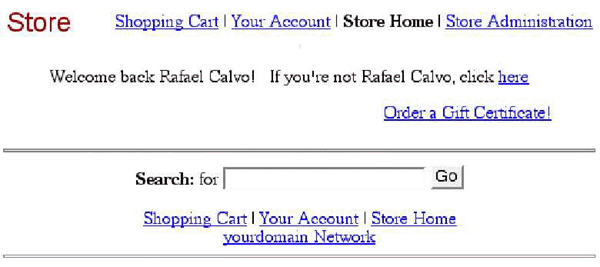 Store Shopping Cart | Your Account | Store Home | Store Administration
Welcome back Rafael Calvo! If you're not Rafael Calvo, click here
Order a Gift Certificate!
Search: for Go
Shopping Cart | Your Account | Store Home
yourdomain Network